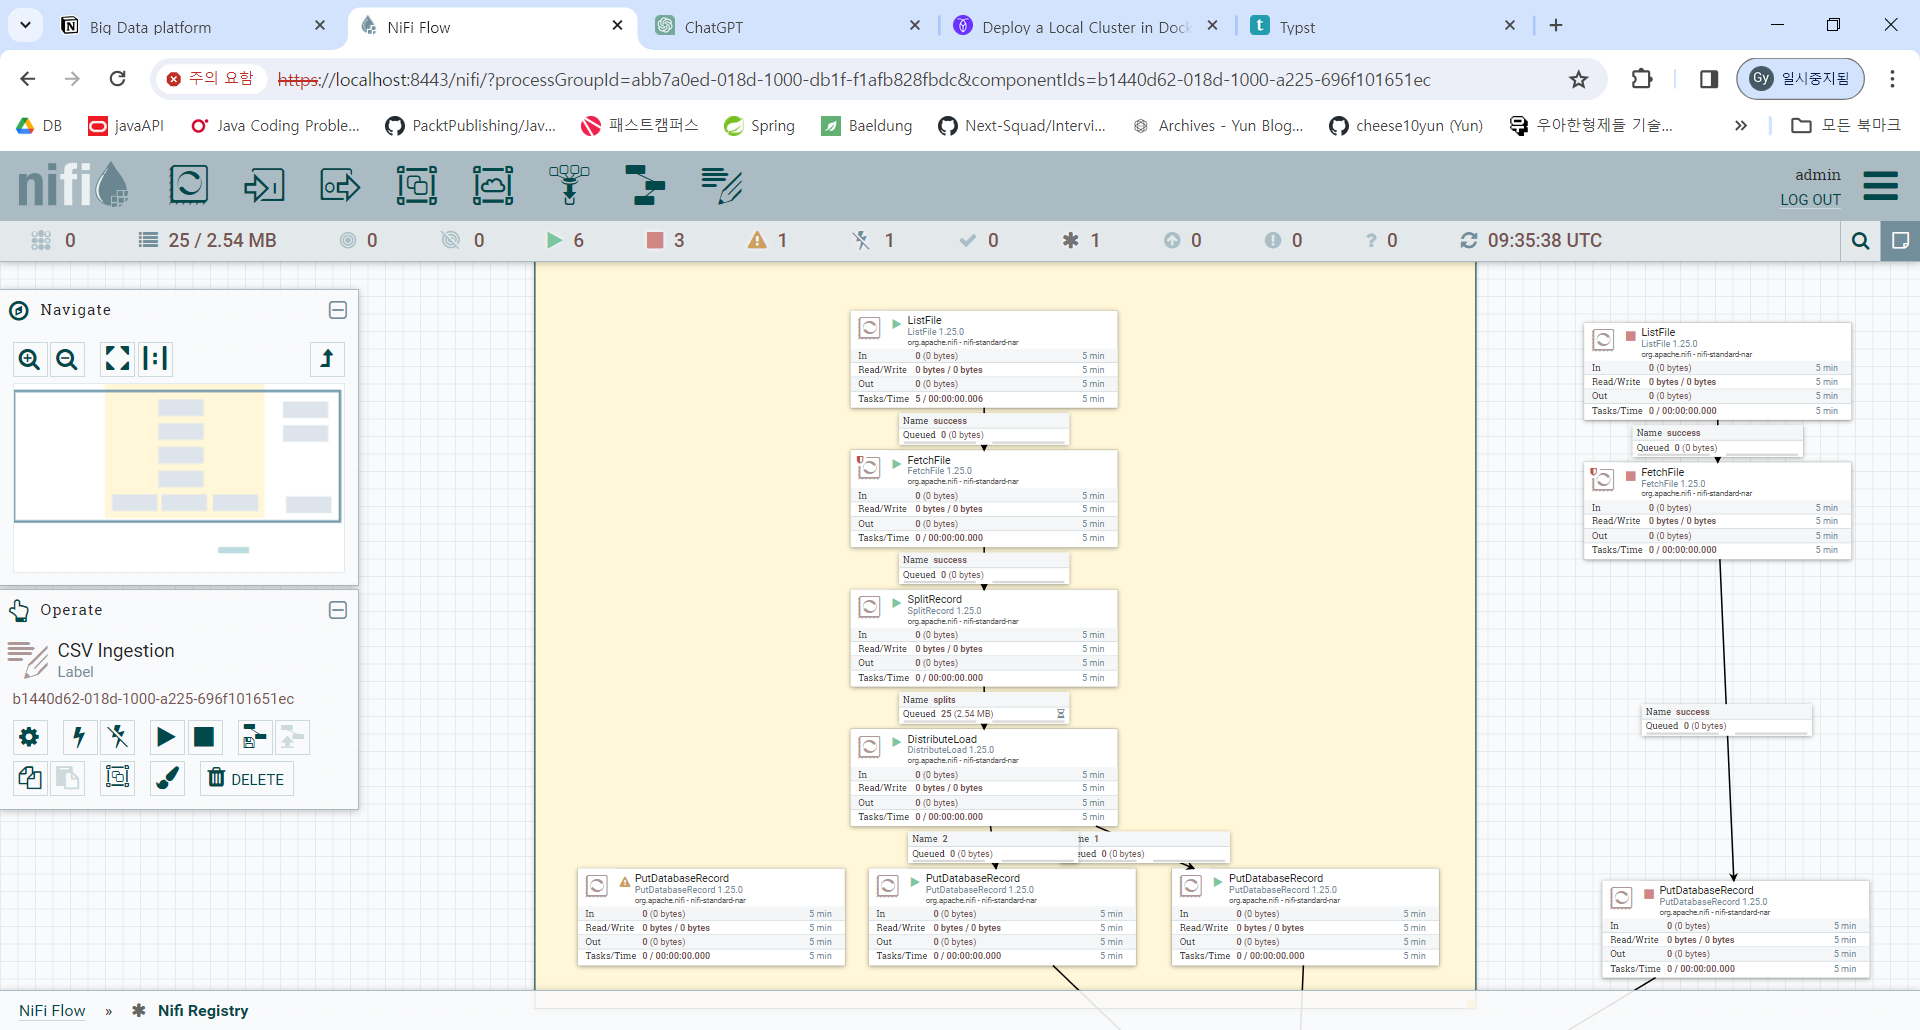 Big Data platform
NiFi Flow
ChatGPT
Deploy a Local Cluster in Dock
Typst
주의 요함
https://localhost:8443/nifi/?processGroupId=abb7a0ed-018d-1000-db1f-f1afb828fbdc&componentIds=b1440d62-018d-1000-a225-696f101651ec
Gy 일시중지됨
DB
javaAPI
Java Coding Proble...
PacktPublishing/Jav...
패스트캠퍼스
Spring
Baeldung
Next-Squad/Intervi...
Archives - Yun Blog...
cheese10yun (Yun)
우아한형제들 기술...
모든 북마크
nifi
admin
LOG OUT
0
25 / 2.54 MB
0
0
6
3
1
1
0
1
0
0
0
09:35:38 UTC
Navigate
Operate
CSV Ingestion
Label
b1440d62-018d-1000-a225-696f101651ec
DELETE
ListFile
ListFile 1.25.0
org.apache.nifi - nifi-standard-nar
In 0 (0 bytes) 5 min
Read/Write 0 bytes / 0 bytes 5 min
Out 0 (0 bytes) 5 min
Tasks/Time 5 / 00:00:00.006 5 min
Name success
Queued 0 (0 bytes)
FetchFile
FetchFile 1.25.0
org.apache.nifi - nifi-standard-nar
In 0 (0 bytes) 5 min
Read/Write 0 bytes / 0 bytes 5 min
Out 0 (0 bytes) 5 min
Tasks/Time 0 / 00:00:00.000 5 min
Name success
Queued 0 (0 bytes)
SplitRecord
SplitRecord 1.25.0
org.apache.nifi - nifi-standard-nar
In 0 (0 bytes) 5 min
Read/Write 0 bytes / 0 bytes 5 min
Out 0 (0 bytes) 5 min
Tasks/Time 0 / 00:00:00.000 5 min
Name splits
Queued 25 (2.54 MB)
DistributeLoad
DistributeLoad 1.25.0
org.apache.nifi - nifi-standard-nar
In 0 (0 bytes) 5 min
Read/Write 0 bytes / 0 bytes 5 min
Out 0 (0 bytes) 5 min
Tasks/Time 0 / 00:00:00.000 5 min
Name 2
Queued 0 (0 bytes)
me 1
ued 0 (0 bytes)
PutDatabaseRecord
PutDatabaseRecord 1.25.0
org.apache.nifi - nifi-standard-nar
In 0 (0 bytes) 5 min
Read/Write 0 bytes / 0 bytes 5 min
Out 0 (0 bytes) 5 min
Tasks/Time 0 / 00:00:00.000 5 min
PutDatabaseRecord
PutDatabaseRecord 1.25.0
org.apache.nifi - nifi-standard-nar
In 0 (0 bytes) 5 min
Read/Write 0 bytes / 0 bytes 5 min
Out 0 (0 bytes) 5 min
Tasks/Time 0 / 00:00:00.000 5 min
PutDatabaseRecord
PutDatabaseRecord 1.25.0
org.apache.nifi - nifi-standard-nar
In 0 (0 bytes) 5 min
Read/Write 0 bytes / 0 bytes 5 min
Out 0 (0 bytes) 5 min
Tasks/Time 0 / 00:00:00.000 5 min
ListFile
ListFile 1.25.0
org.apache.nifi - nifi-standard-nar
In 0 (0 bytes) 5 min
Read/Write 0 bytes / 0 bytes 5 min
Out 0 (0 bytes) 5 min
Tasks/Time 0 / 00:00:00.000 5 min
Name success
Queued 0 (0 bytes)
FetchFile
FetchFile 1.25.0
org.apache.nifi - nifi-standard-nar
In 0 (0 bytes) 5 min
Read/Write 0 bytes / 0 bytes 5 min
Out 0 (0 bytes) 5 min
Tasks/Time 0 / 00:00:00.000 5 min
Name success
Queued 0 (0 bytes)
PutDatabaseRecord
PutDatabaseRecord 1.25.0
org.apache.nifi - nifi-standard-nar
In 0 (0 bytes) 5 min
Read/Write 0 bytes / 0 bytes 5 min
Out 0 (0 bytes) 5 min
Tasks/Time 0 / 00:00:00.000 5 min
NiFi Flow » Nifi Registry